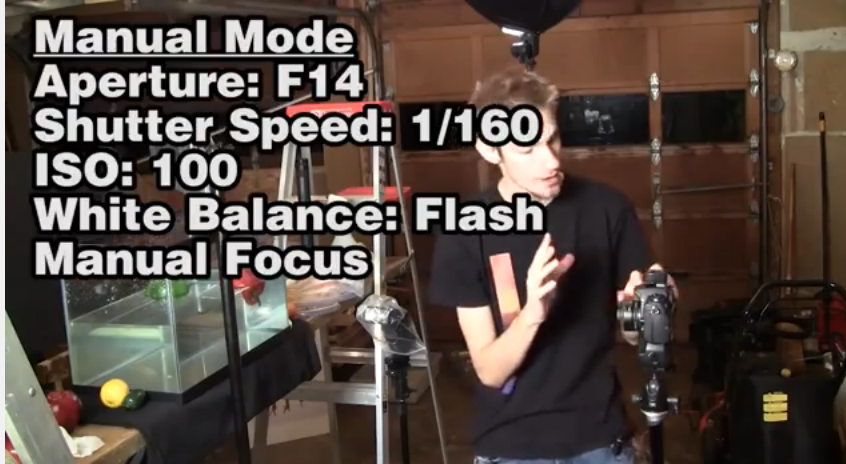 Manual Mode
Aperture: F14
Shutter Speed: 1/160
ISO: 100
White Balance: Flash
Manual Focus